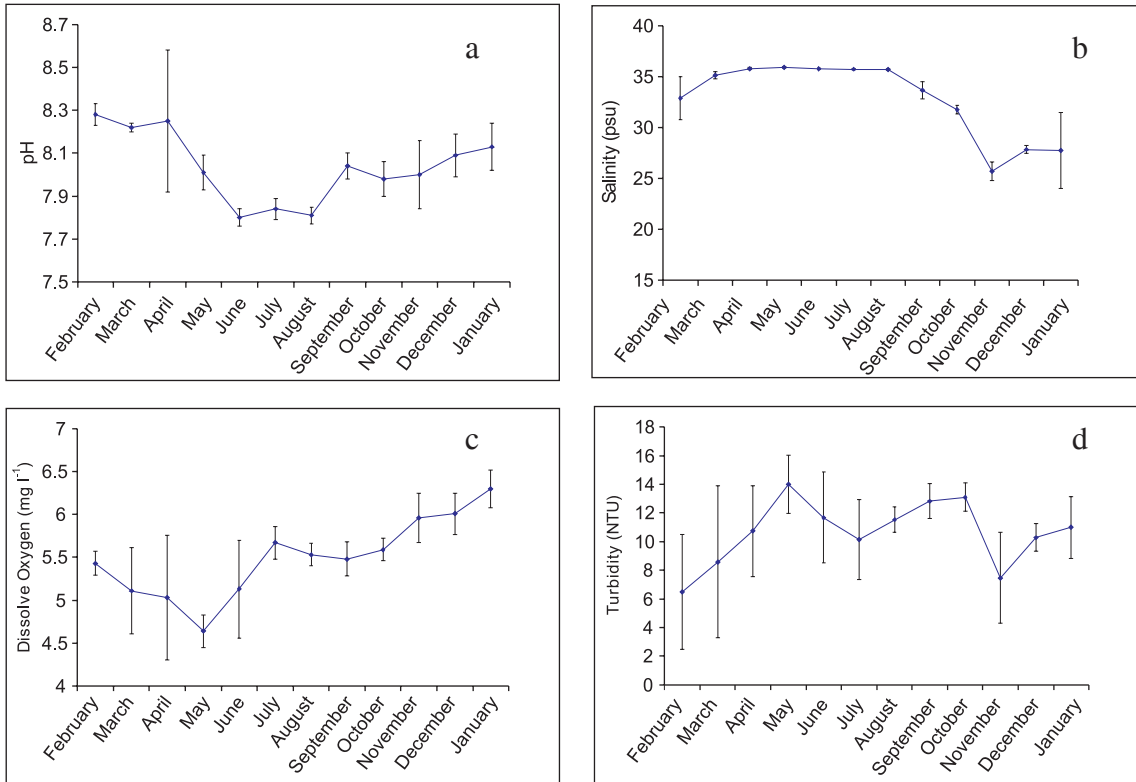 a
pH
8.7
8.5
8.3
8.1
7.9
7.7
7.5
February
March
April
May
June
July
August
September
October
November
December
January
b
Salinity (psu)
40
35
30
25
20
15
February
March
April
May
June
July
August
September
October
November
December
January
c
Dissolve Oxygen (mg l-1)
7
6.5
6
5.5
5
4.5
4
February
March
April
May
June
July
August
September
October
November
December
January
d
Turbidity (NTU)
18
16
14
12
10
8
6
4
2
0
February
March
April
May
June
July
August
September
October
November
December
January